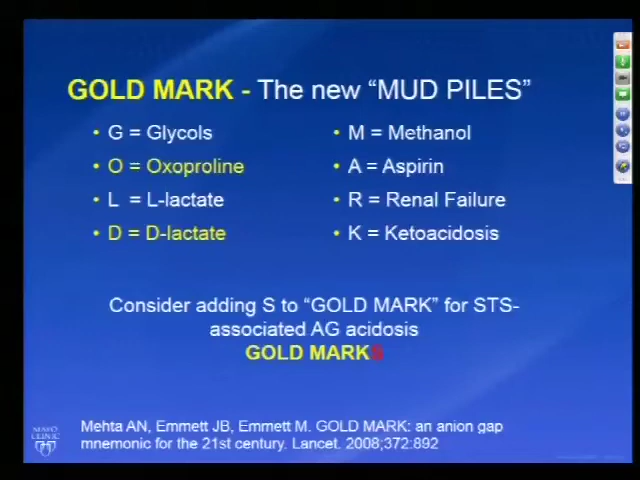 GOLD MARK - The new “MUD PILES”
• G = Glycols
• O = Oxoproline
• L = L-lactate
• D = D-lactate
• M = Methanol
• A = Aspirin
• R = Renal Failure
• K = Ketoacidosis
Consider adding S to “GOLD MARK” for STS-
associated AG acidosis
GOLD MARKS
Mehta AN, Emmett JB, Emmett M. GOLD MARK: an anion gap
mnemonic for the 21st century. Lancet. 2008;372:892
MAYO
CLINIC